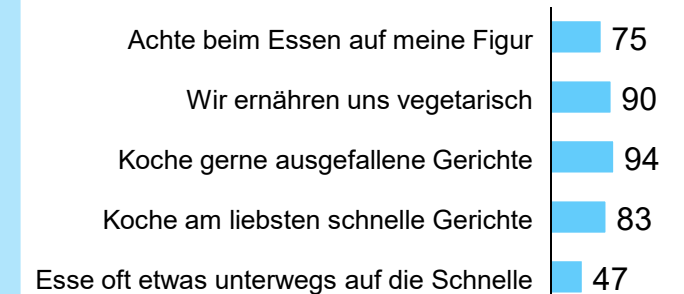 Achte beim Essen auf meine Figur 75
Wir ernähren uns vegetarisch 90
Koche gerne ausgefallene Gerichte 94
Koche am liebsten schnelle Gerichte 83
Esse oft etwas unterwegs auf die Schnelle 47